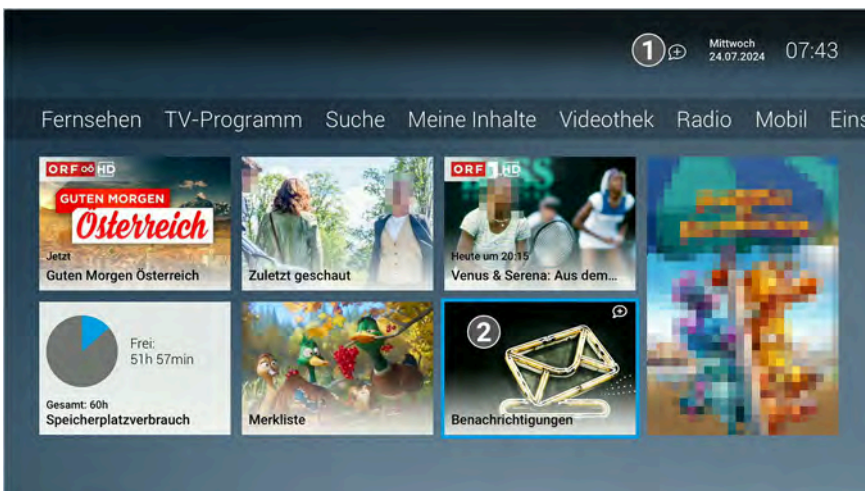 1
Mittwoch
24.07.2024
07:43
Fernsehen TV-Programm Suche Meine Inhalte Videothek Radio Mobil Eins
ORF oö HD
GUTEN MORGEN
Österreich
Jetzt
Guten Morgen Österreich
Zuletzt geschaut
ORF 1 HD
Heute um 20:15
Venus & Serena: Aus dem...
Frei:
51h 57min
Gesamt: 60h
Speicherplatzverbrauch
Merkliste
2
Benachrichtigungen